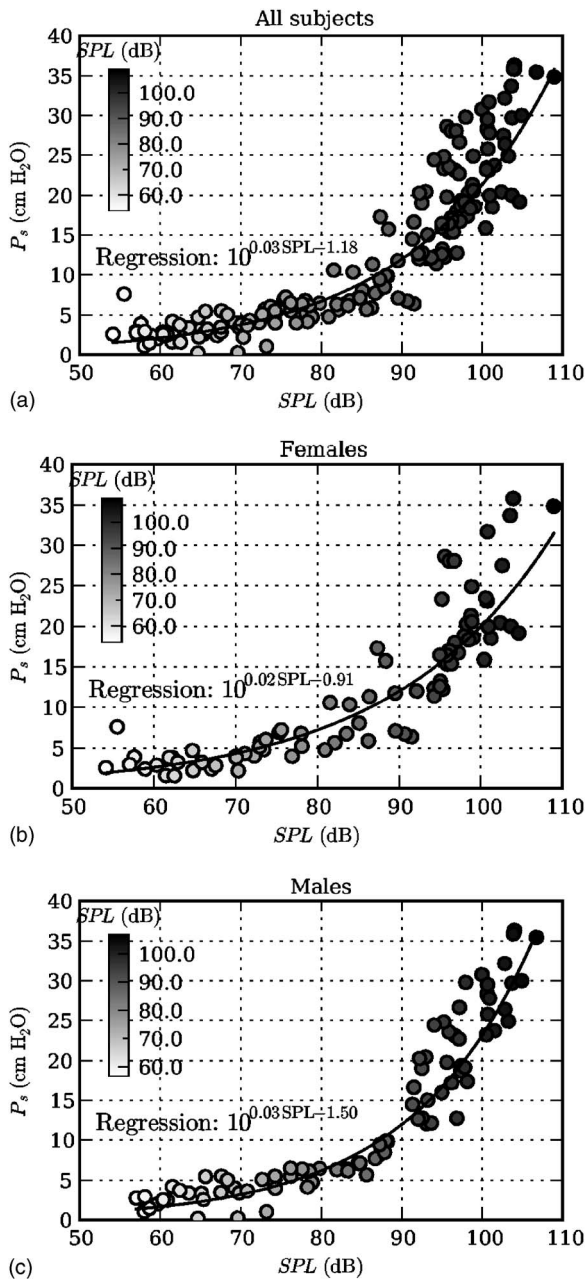 All subjects
SPL (dB)
100.0
90.0
80.0
70.0
60.0
40
35
30
25
20
15
10
5
0
P_s (cm H₂O)
Regression: 10^0.03SPL−1.18
50 60 70 80 90 100 110
(a) SPL (dB)
Females
SPL (dB)
100.0
90.0
80.0
70.0
60.0
40
35
30
25
20
15
10
5
0
P_s (cm H₂O)
Regression: 10^0.02SPL−0.91
50 60 70 80 90 100 110
(b) SPL (dB)
Males
SPL (dB)
100.0
90.0
80.0
70.0
60.0
40
35
30
25
20
15
10
5
0
P_s (cm H₂O)
Regression: 10^0.03SPL−1.50
50 60 70 80 90 100 110
(c) SPL (dB)